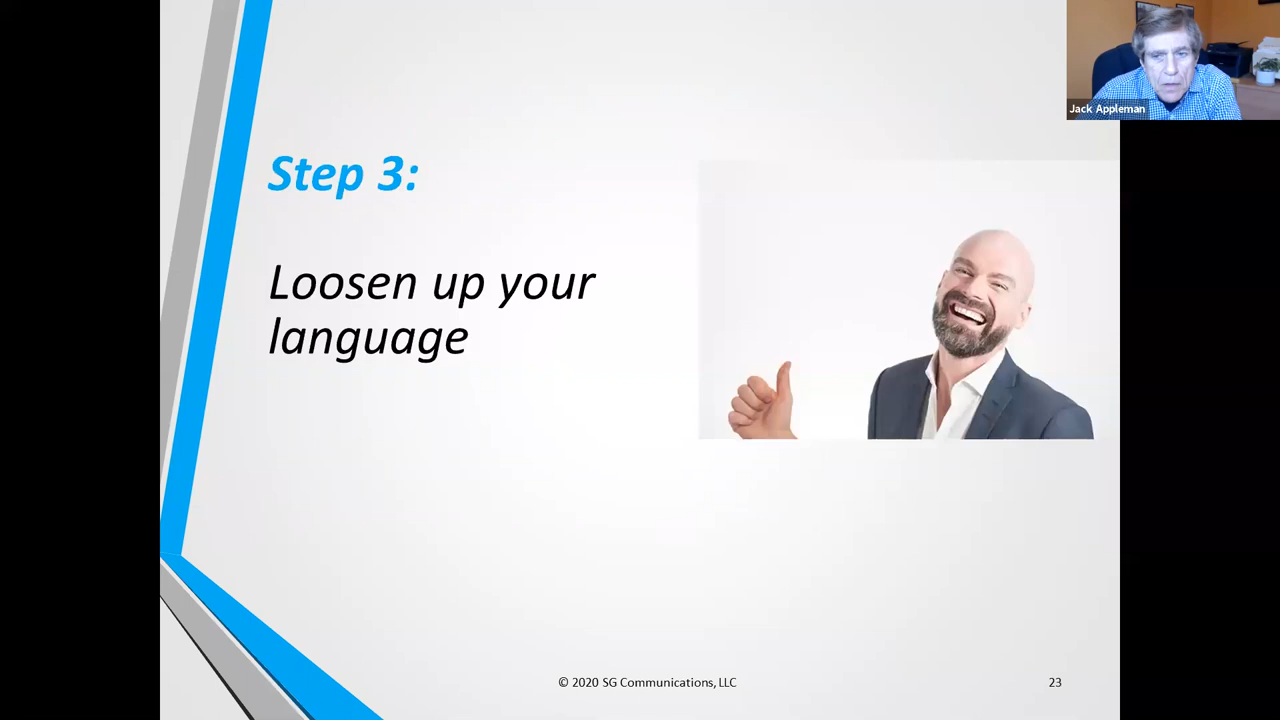 Jack Appleman
Step 3:
Loosen up your
language
© 2020 SG Communications, LLC
23